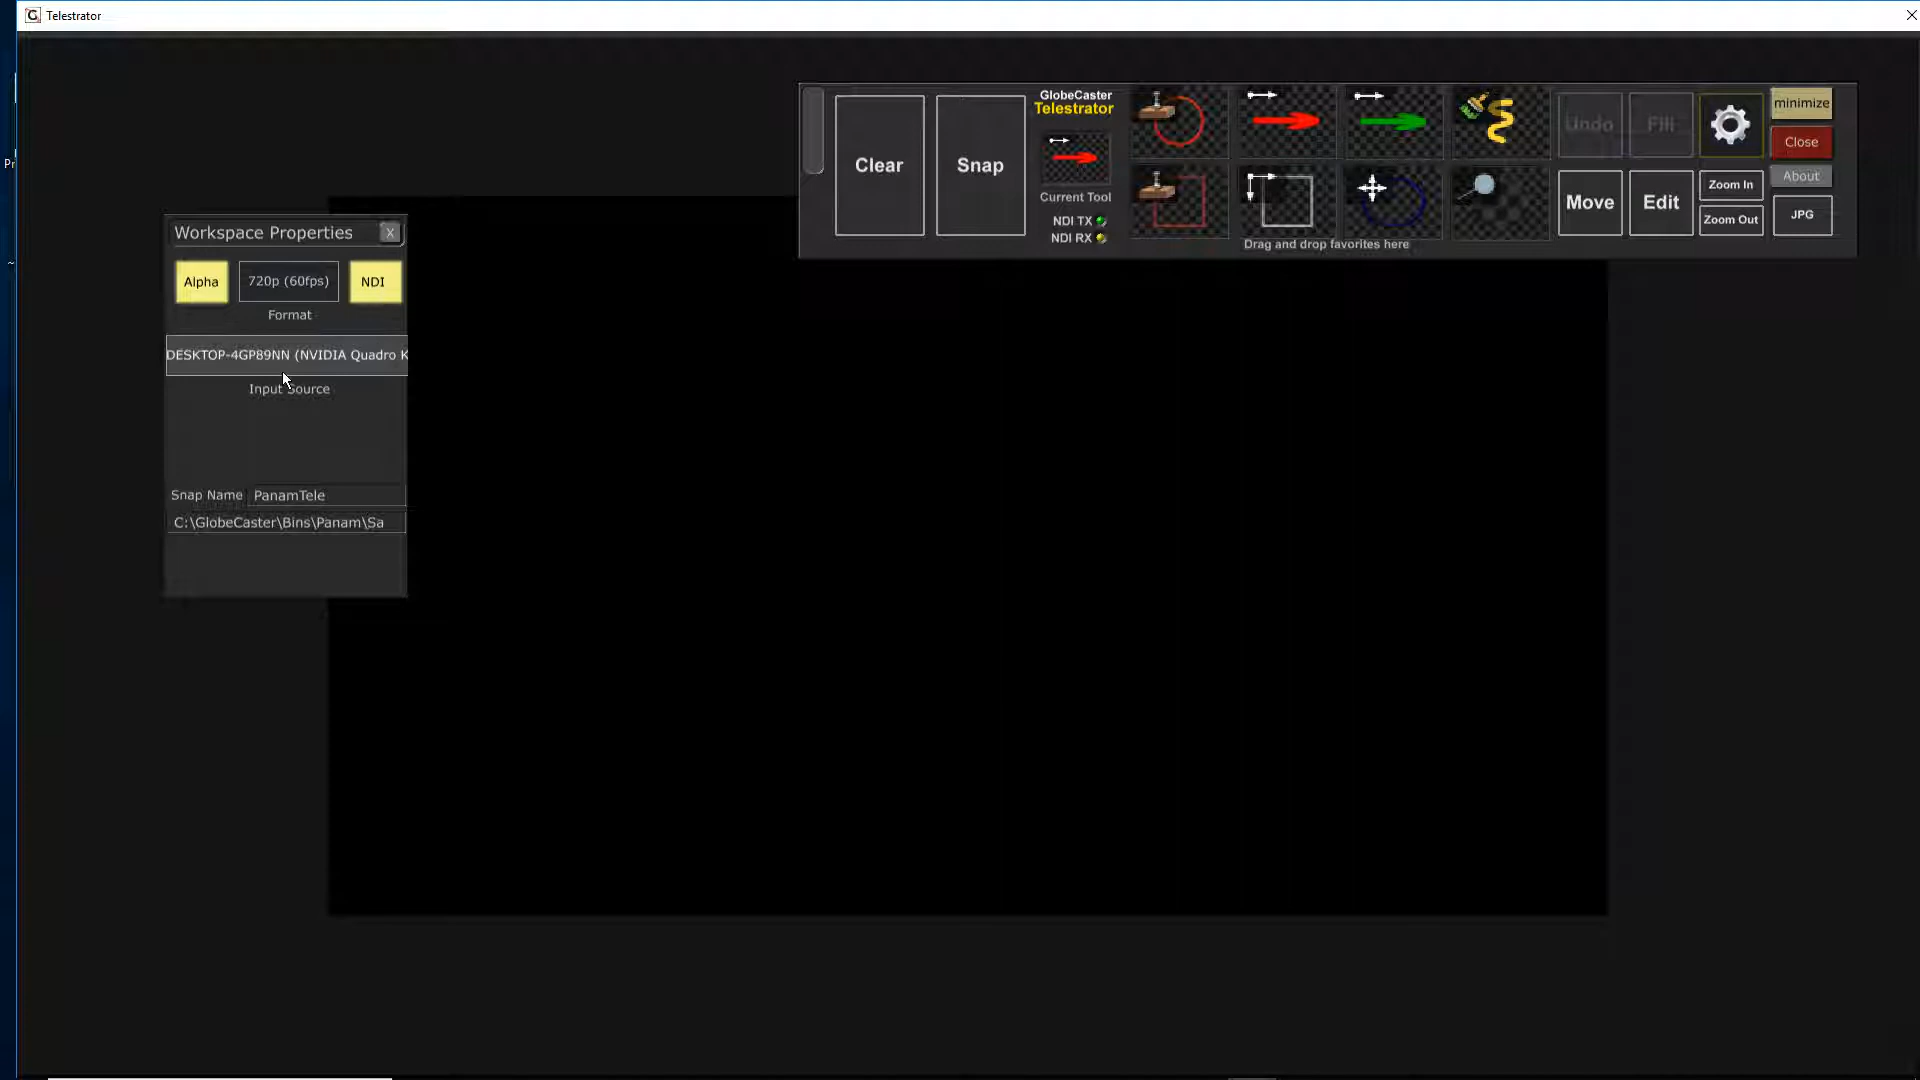 Telestrator
GlobeCaster
Telestrator
Clear
Snap
Current Tool
NDI TX
NDI RX
Drag and drop favorites here
Undo
Fill
Move
Edit
Zoom In
Zoom Out
minimize
Close
About
JPG
Workspace Properties
X
Alpha
720p (60fps)
NDI
Format
DESKTOP-4GP89NN (NVIDIA Quadro K
Input Source
Snap Name PanamTele
C:\GlobeCaster\Bins\Panam\Sa
Pr
~